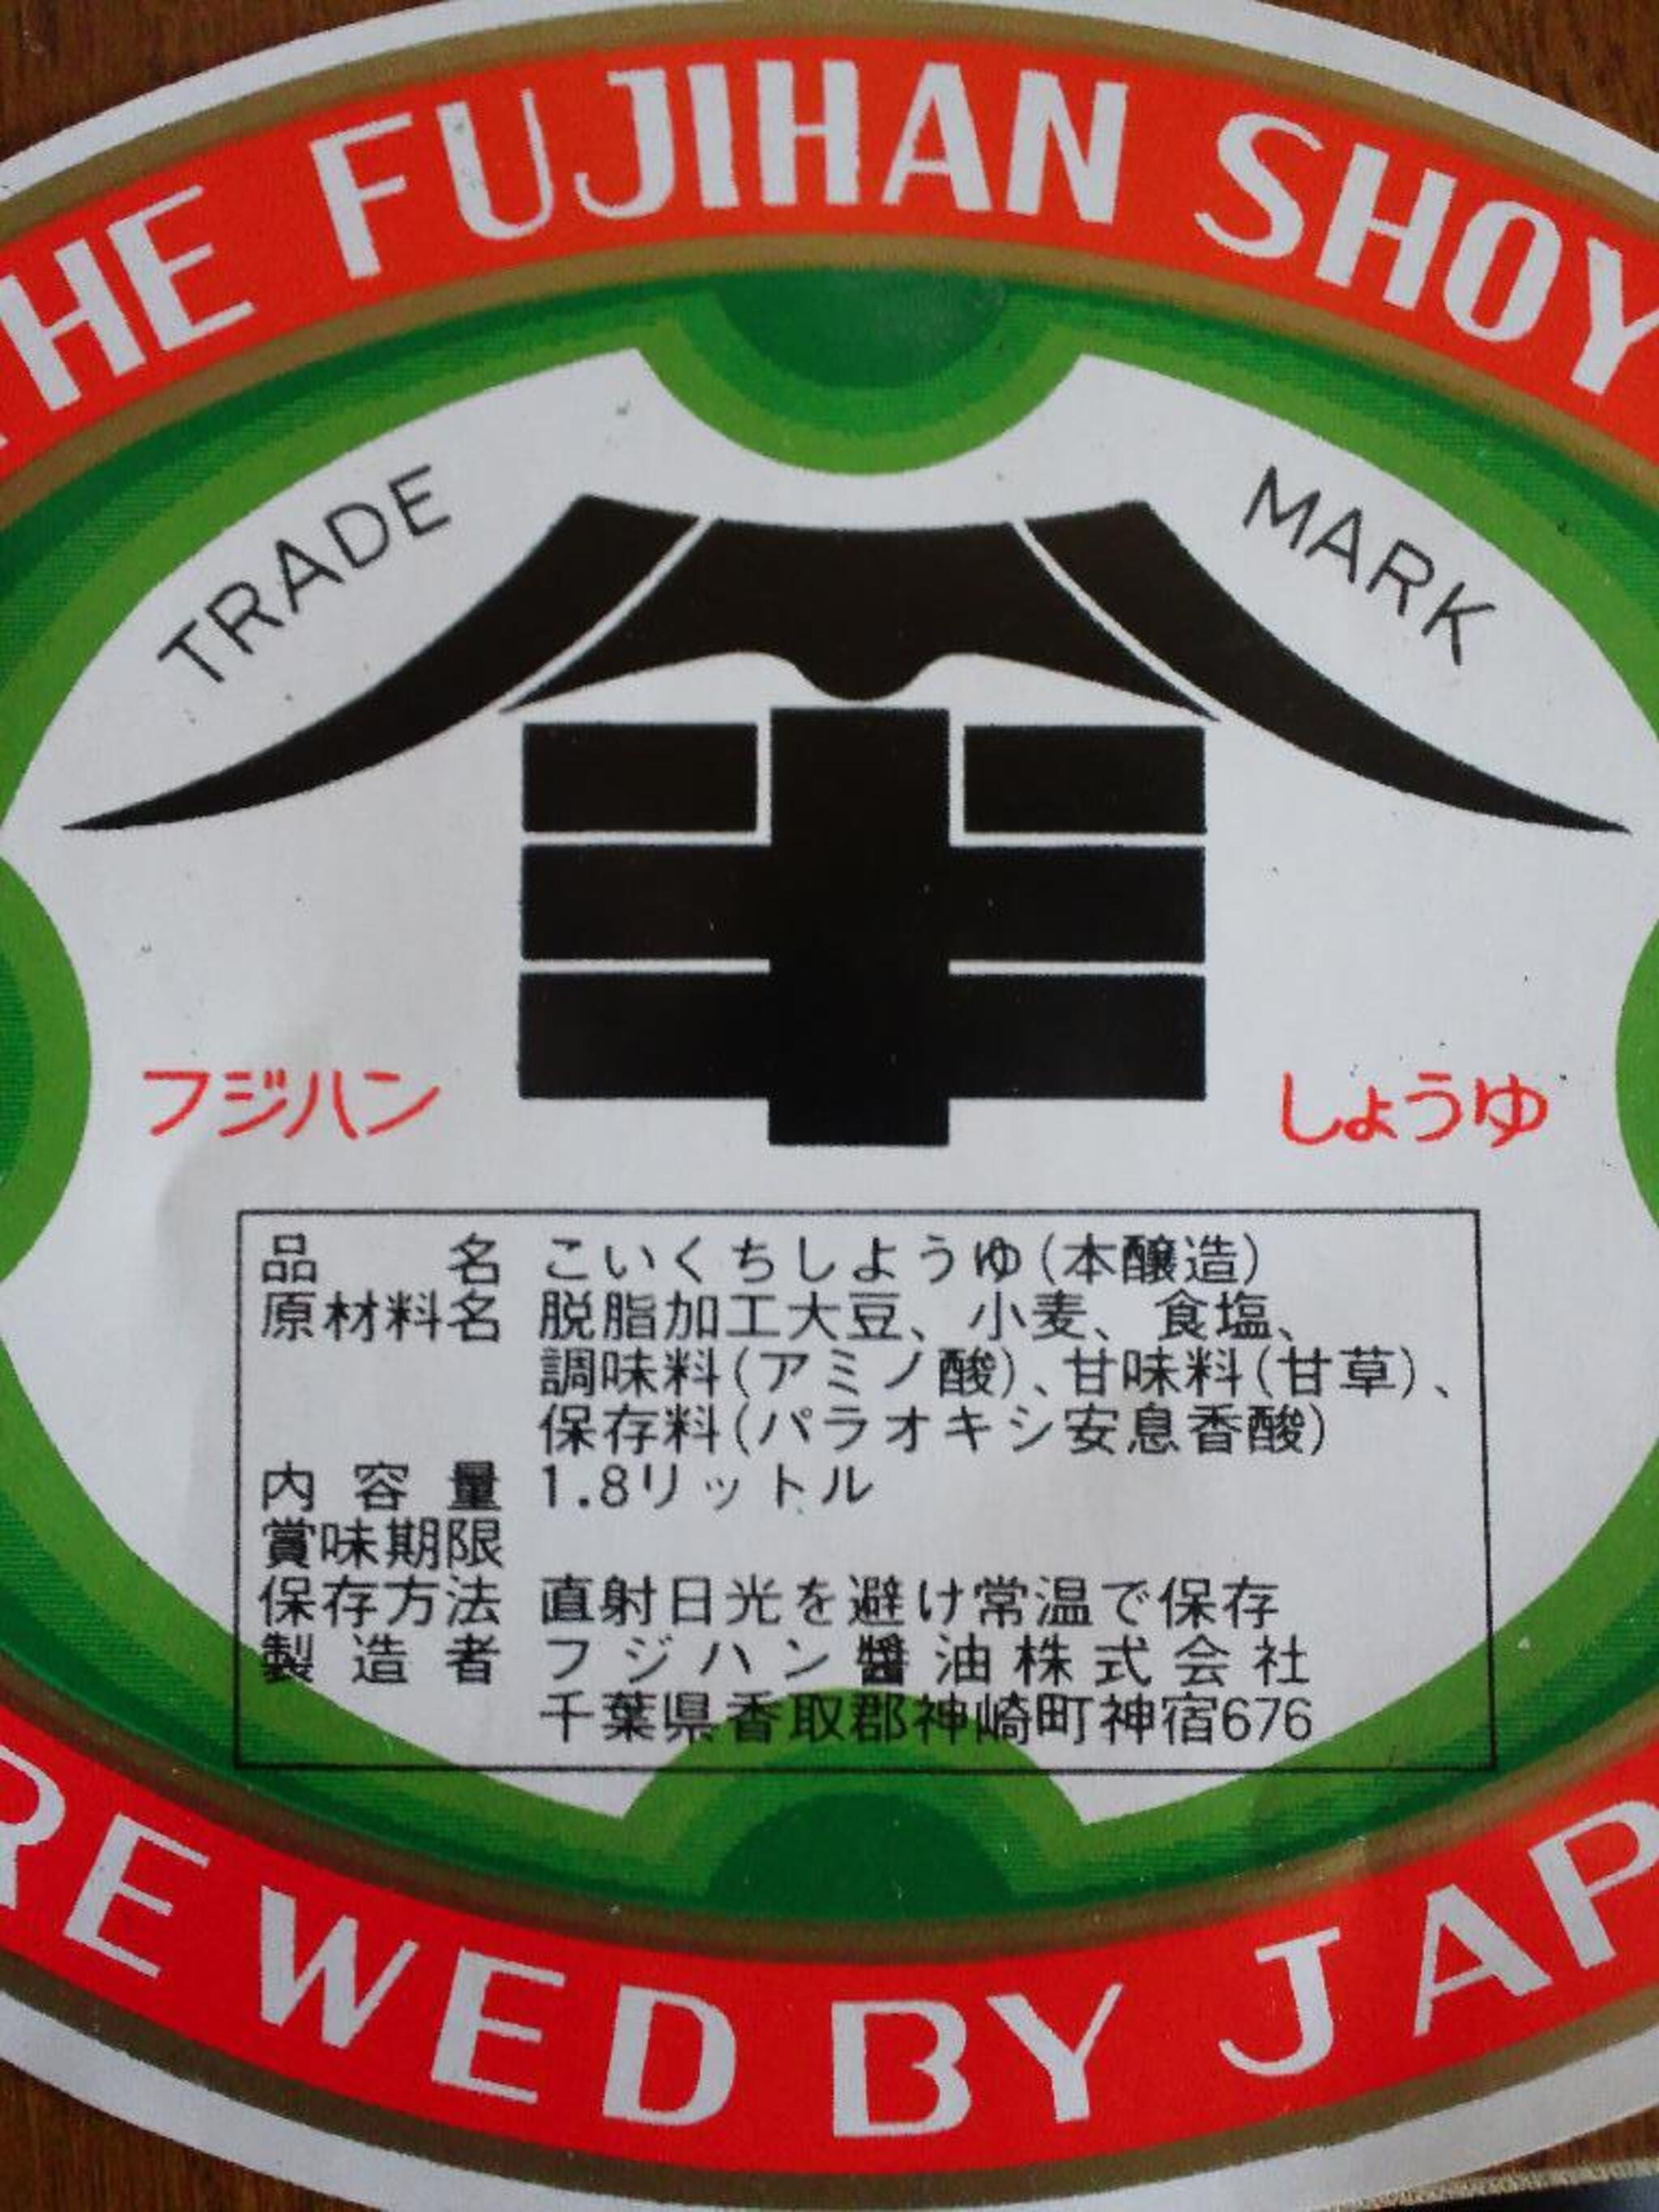 THE FUJIHAN SHOY
TRADE MARK
フジハン しょうゆ
品名 こいくちしようゆ(本醸造)
原材料名 脱脂加工大豆、小麦、食塩、
調味料(アミノ酸)、甘味料(甘草)、
保存料(パラオキシ安息香酸)
内容量 1.8リットル
賞味期限
保存方法 直射日光を避け常温で保存
製造者 フジハン醬油株式会社
千葉県香取郡神崎町神宿676
REWED BY JAP